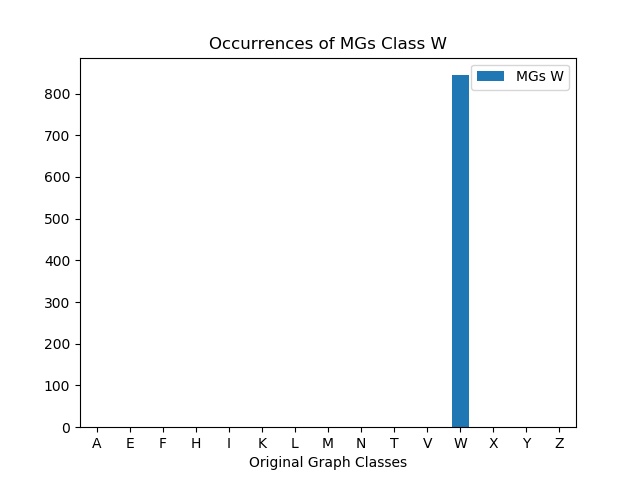 Occurrences of MGs Class W
MGs W
800
700
600
500
400
300
200
100
0
A E F H I K L M N T V W X Y Z
Original Graph Classes